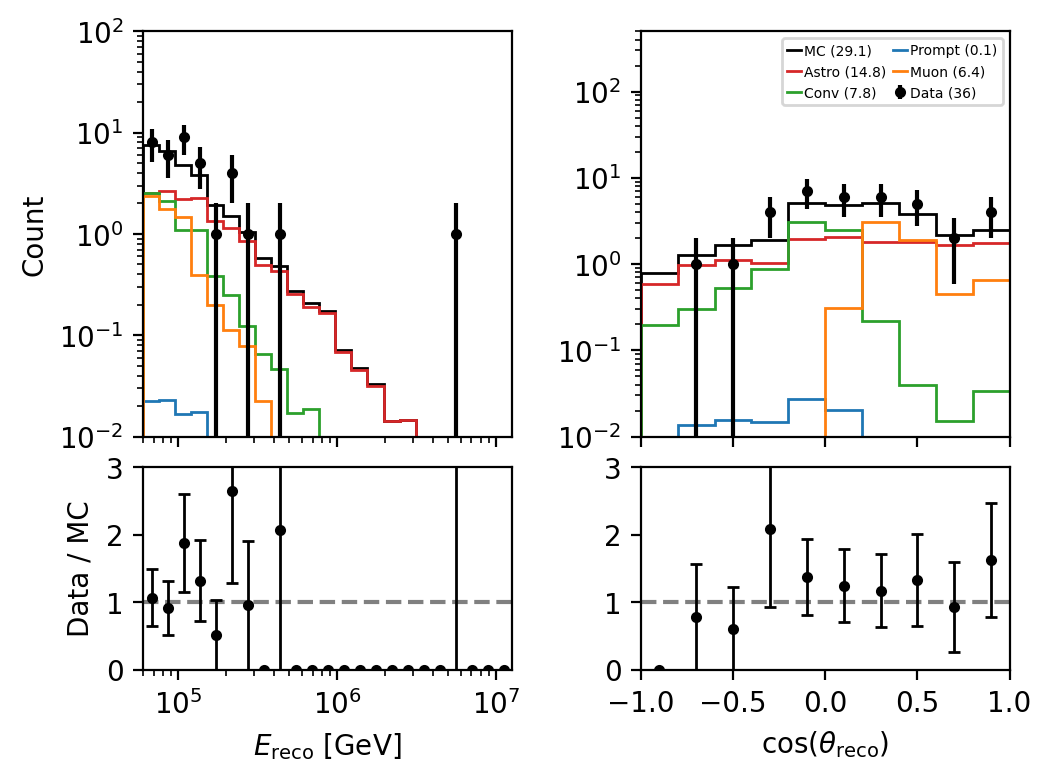 10²
10¹
10⁰
10⁻¹
10⁻²
Count
10²
10¹
10⁰
10⁻¹
10⁻²
MC (29.1)
Astro (14.8)
Conv (7.8)
Prompt (0.1)
Muon (6.4)
Data (36)
3
2
1
0
Data / MC
10⁵ 10⁶ 10⁷
E_reco [GeV]
3
2
1
0
−1.0 −0.5 0.0 0.5 1.0
cos(θ_reco)